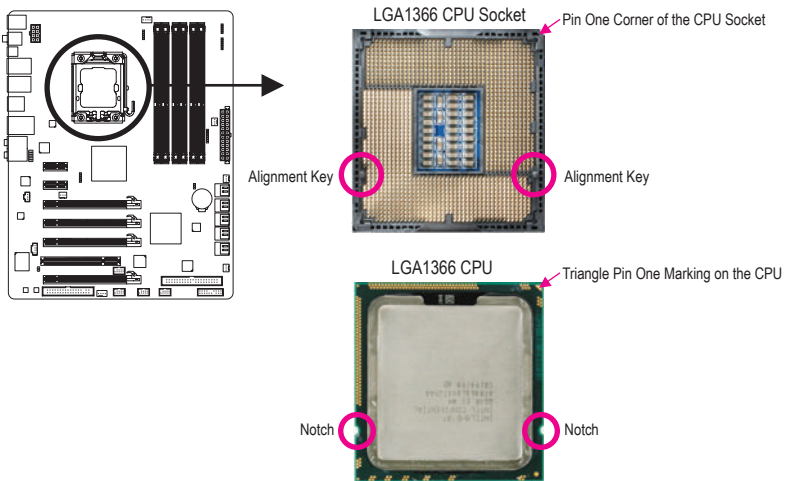 LGA1366 CPU Socket
Pin One Corner of the CPU Socket
Alignment Key
Alignment Key
LGA1366 CPU
Triangle Pin One Marking on the CPU
Notch
Notch